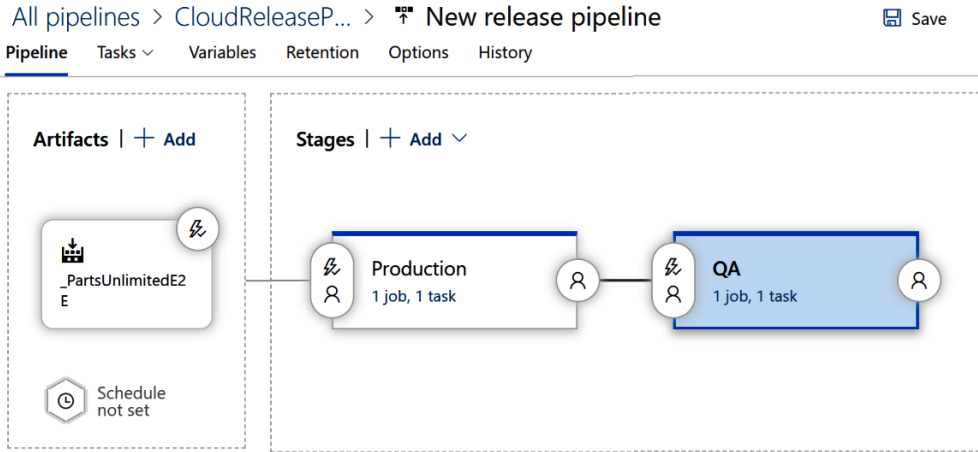 All pipelines > CloudReleaseP... > New release pipeline
Save
Pipeline Tasks Variables Retention Options History
Artifacts | + Add
Stages | + Add
_PartsUnlimitedE2
E
Production
1 job, 1 task
QA
1 job, 1 task
Schedule
not set